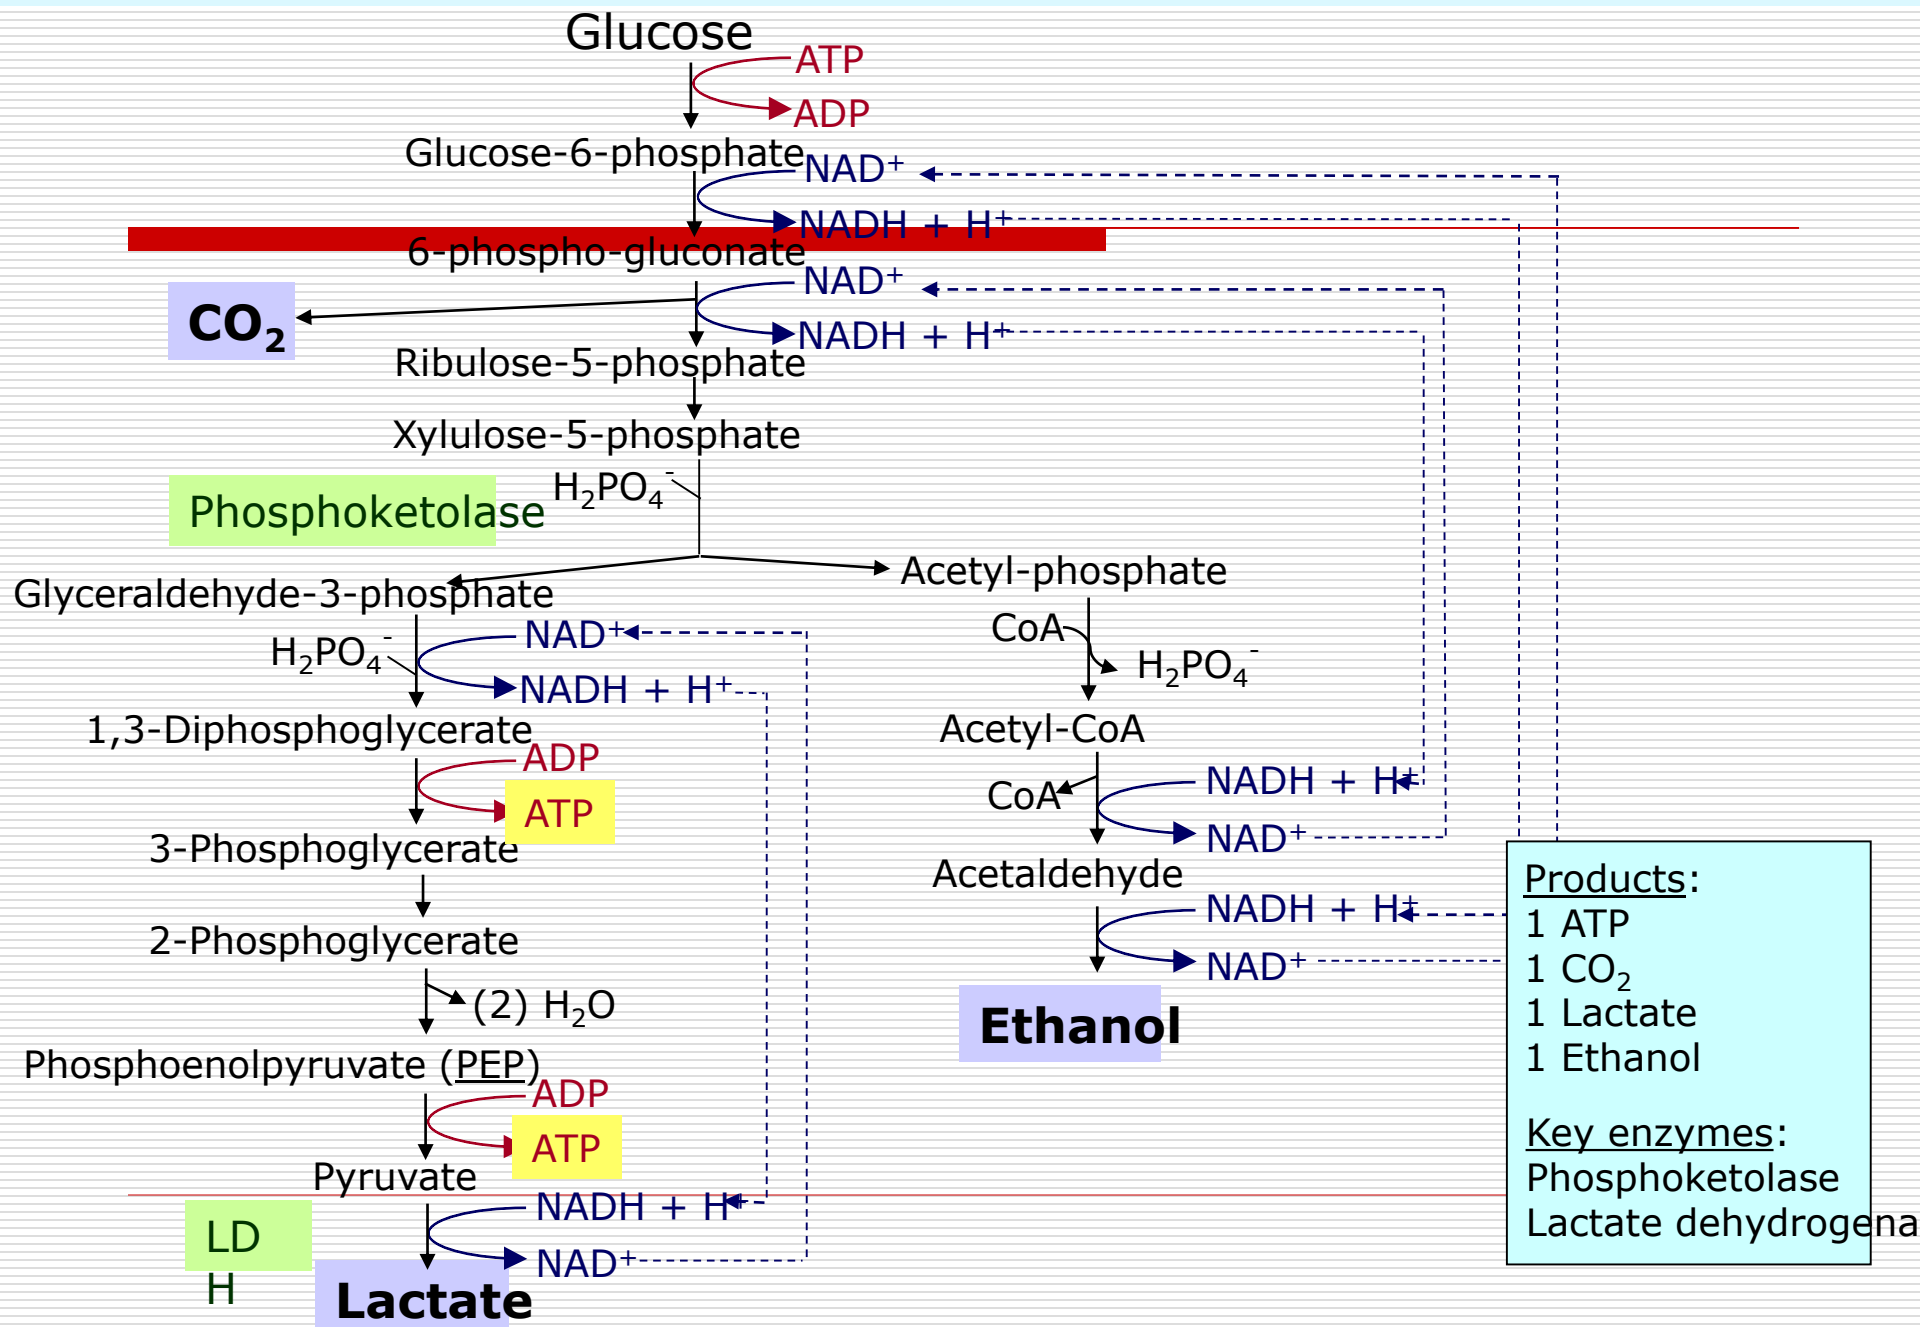 Glucose
ATP
ADP
Glucose-6-phosphate
NAD⁺
NADH + H⁺
6-phospho-gluconate
NAD⁺
CO₂
NADH + H⁺
Ribulose-5-phosphate
Xylulose-5-phosphate
H₂PO₄⁻
Phosphoketolase
Acetyl-phosphate
Glyceraldehyde-3-phosphate
NAD⁺
CoA
H₂PO₄⁻
H₂PO₄⁻
NADH + H⁺
1,3-Diphosphoglycerate
Acetyl-CoA
ADP
NADH + H⁺
CoA
ATP
NAD⁺
3-Phosphoglycerate
Acetaldehyde
NADH + H⁺
2-Phosphoglycerate
NAD⁺
(2) H₂O
Ethanol
Phosphoenolpyruvate (PEP)
ADP
ATP
Pyruvate
NADH + H⁺
LD
H
NAD⁺
Lactate
Products:
1 ATP
1 CO₂
1 Lactate
1 Ethanol
Key enzymes:
Phosphoketolase
Lactate dehydrogena